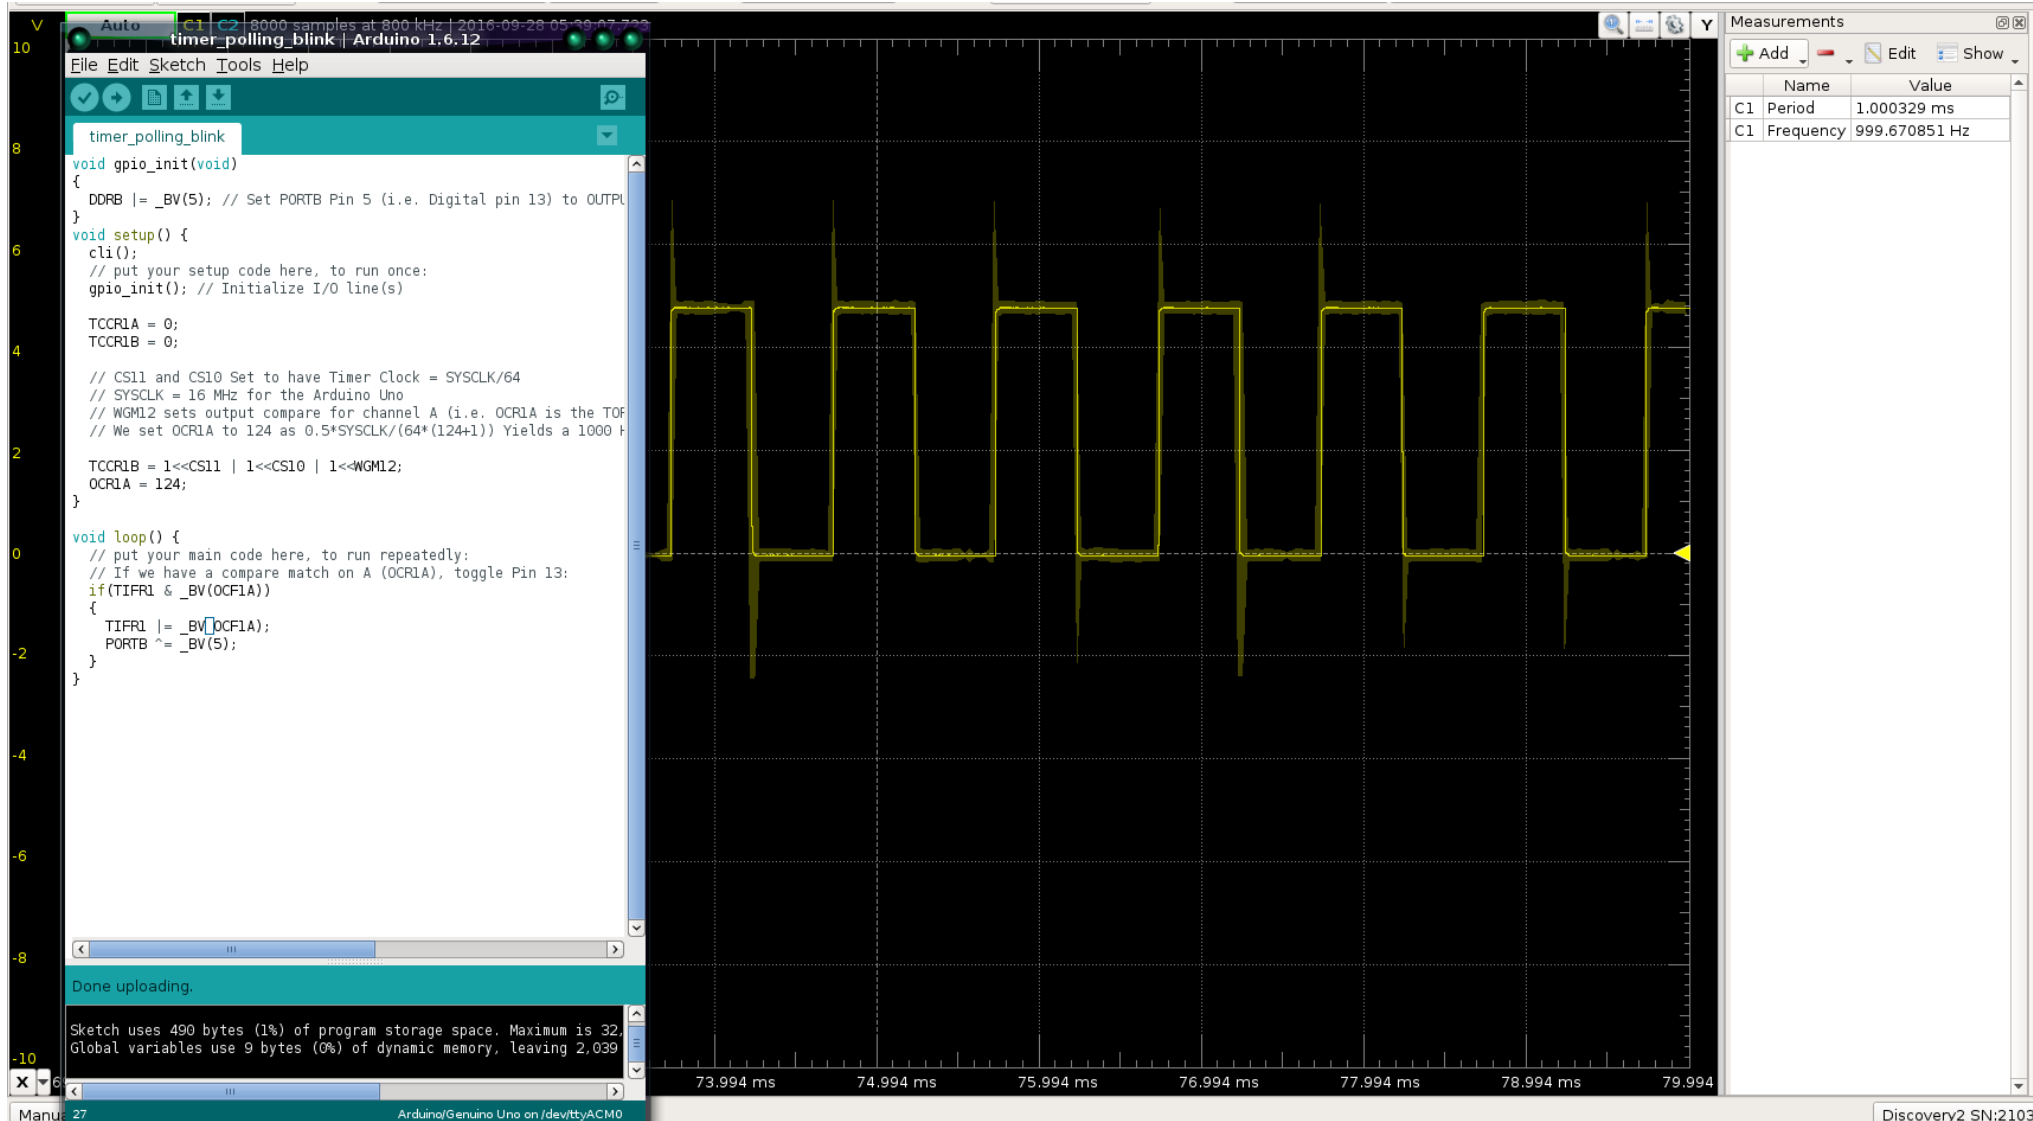 V
Auto C1 C2 8000 samples at 800 kHz | 2016-09-28 05:39:07.723
timer_polling_blink | Arduino 1.6.12
File Edit Sketch Tools Help
timer_polling_blink
void gpio_init(void)
{
DDRB |= _BV(5); // Set PORTB Pin 5 (i.e. Digital pin 13) to OUTPU
}
void setup() {
cli();
// put your setup code here, to run once:
gpio_init(); // Initialize I/O line(s)
TCCR1A = 0;
TCCR1B = 0;
// CS11 and CS10 Set to have Timer Clock = SYSCLK/64
// SYSCLK = 16 MHz for the Arduino Uno
// WGM12 sets output compare for channel A (i.e. OCR1A is the TOP
// We set OCR1A to 124 as 0.5*SYSCLK/(64*(124+1)) Yields a 1000 H
TCCR1B = 1<<CS11 | 1<<CS10 | 1<<WGM12;
OCR1A = 124;
}
void loop() {
// put your main code here, to run repeatedly:
// If we have a compare match on A (OCR1A), toggle Pin 13:
if(TIFR1 & _BV(OCF1A))
{
TIFR1 |= _BV(OCF1A);
PORTB ^= _BV(5);
}
}
Done uploading.
Sketch uses 490 bytes (1%) of program storage space. Maximum is 32,
Global variables use 9 bytes (0%) of dynamic memory, leaving 2,039
27 Arduino/Genuino Uno on /dev/ttyACM0
10
8
6
4
2
0
-2
-4
-6
-8
-10
X 6
73.994 ms 74.994 ms 75.994 ms 76.994 ms 77.994 ms 78.994 ms 79.994
Y
Measurements
Add Edit Show
Name Value
C1 Period 1.000329 ms
C1 Frequency 999.670851 Hz
Manua
Discovery2 SN:2103